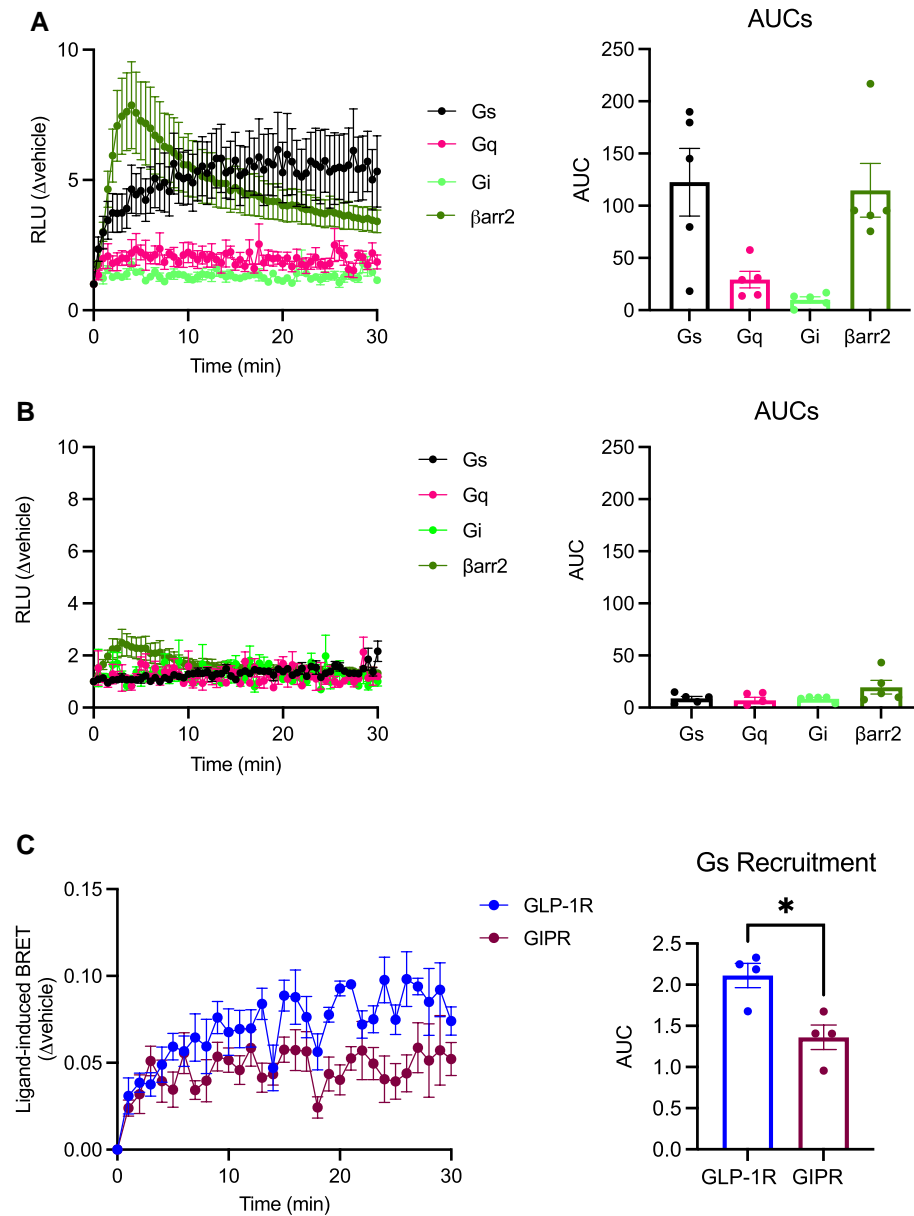 A
AUCs
RLU (Δvehicle)
10
5
0
0
10
20
30
Time (min)
Gs
Gq
Gi
βarr2
AUC
250
200
150
100
50
0
Gs
Gq
Gi
βarr2
B
AUCs
RLU (Δvehicle)
10
8
6
4
2
0
0
10
20
30
Time (min)
Gs
Gq
Gi
βarr2
AUC
250
200
150
100
50
0
Gs
Gq
Gi
βarr2
C
Ligand-induced BRET
(Δvehicle)
0.15
0.10
0.05
0.00
0
10
20
30
Time (min)
GLP-1R
GIPR
Gs Recruitment
*
AUC
2.5
2.0
1.5
1.0
0.5
0.0
GLP-1R
GIPR